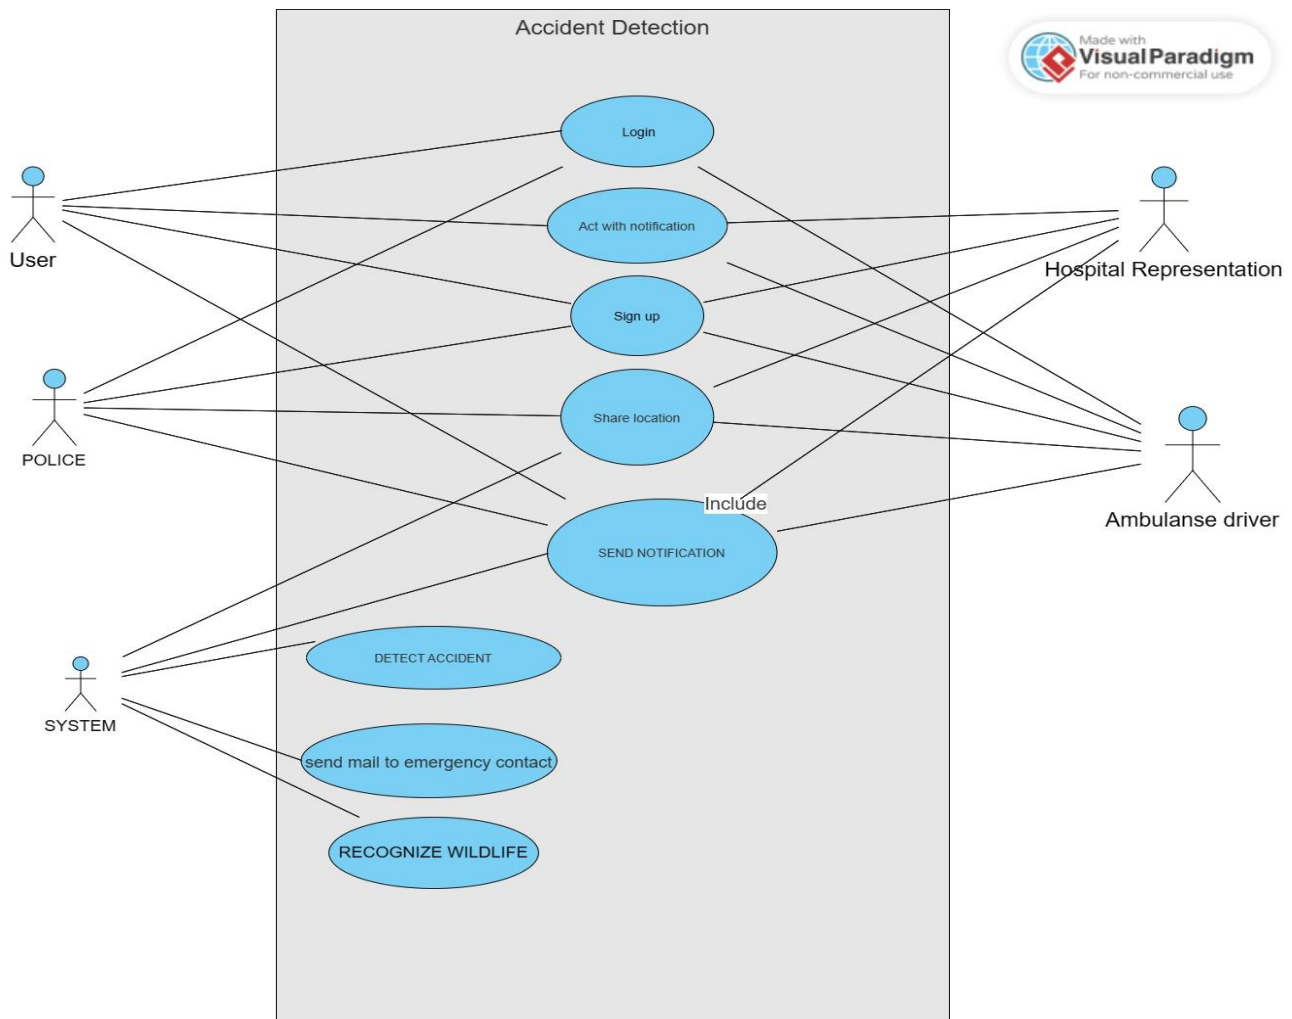 Accident Detection
Made with
Visual Paradigm
For non-commercial use
Login
User
Act with notification
Hospital Representation
Sign up
POLICE
Share location
Include
Ambulanse driver
SEND NOTIFICATION
DETECT ACCIDENT
SYSTEM
send mail to emergency contact
RECOGNIZE WILDLIFE